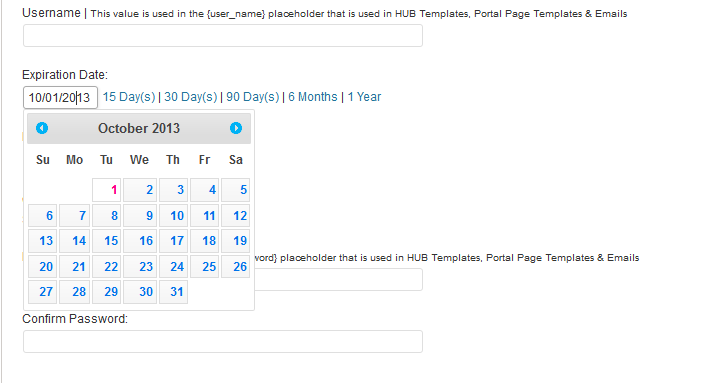 Username | This value is used in the {user_name} placeholder that is used in HUB Templates, Portal Page Templates & Emails
Expiration Date:
10/01/2013 15 Day(s) | 30 Day(s) | 90 Day(s) | 6 Months | 1 Year
October 2013
Su Mo Tu We Th Fr Sa
1 2 3 4 5
6 7 8 9 10 11 12
13 14 15 16 17 18 19
20 21 22 23 24 25 26
27 28 29 30 31
word} placeholder that is used in HUB Templates, Portal Page Templates & Emails
Confirm Password: